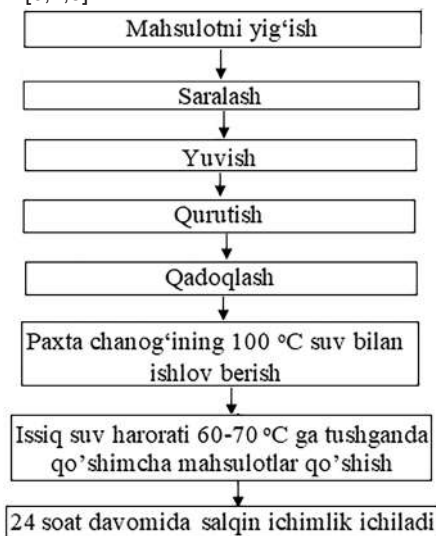 Mahsulotni yig‘ish
Saralash
Yuvish
Qurutish
Qadoqlash
Paxta chanog‘ining 100 °C suv bilan
ishlov berish
Issiq suv harorati 60-70 °C ga tushganda
qo’shimcha mahsulotlar qo’shish
24 soat davomida salqin ichimlik ichiladi